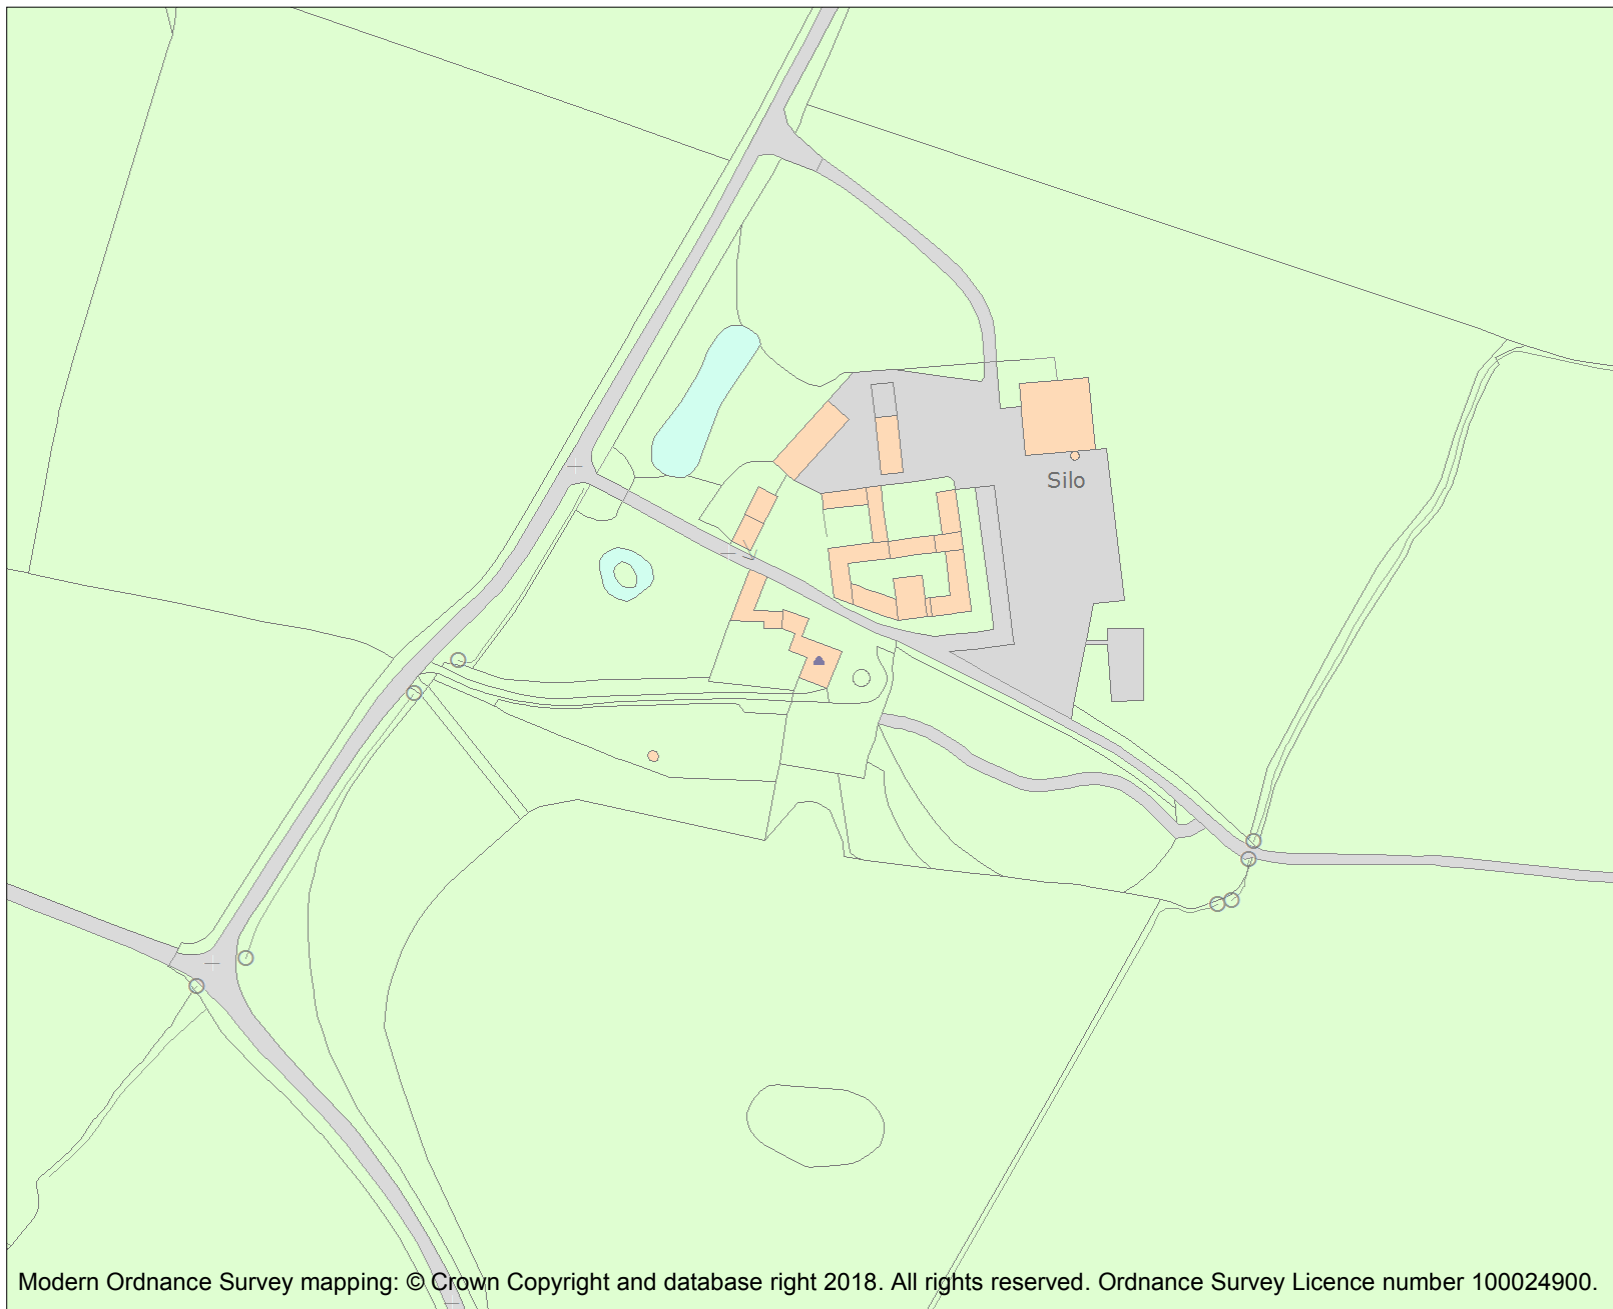 Silo
Modern Ordnance Survey mapping: © Crown Copyright and database right 2018. All rights reserved. Ordnance Survey Licence number 100024900.